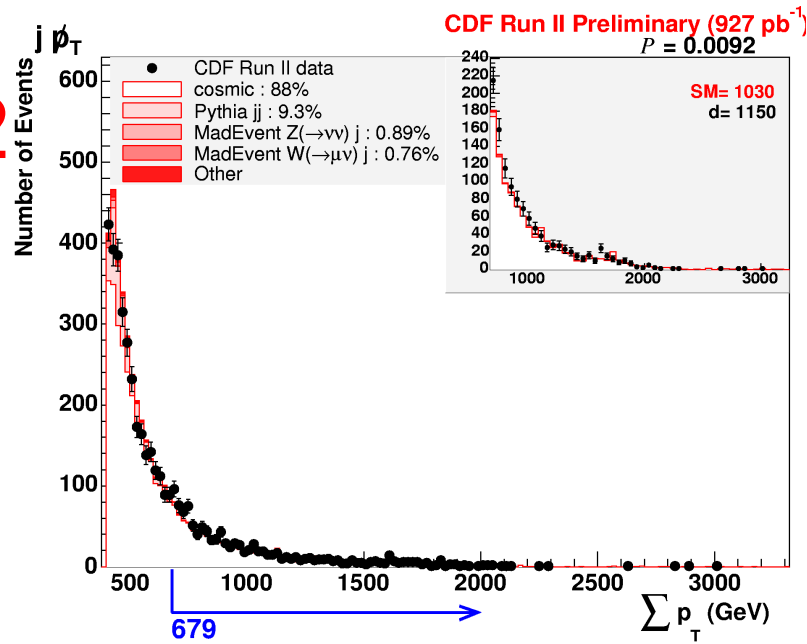 CDF Run II Preliminary (927 pb⁻¹)
j p̸_T
P = 0.0092
Number of Events
600
500
400
300
200
100
0
CDF Run II data
cosmic : 88%
Pythia jj : 9.3%
MadEvent Z(→νν) j : 0.89%
MadEvent W(→μν) j : 0.76%
Other
240
220
200
180
160
140
120
100
80
60
40
20
0
SM= 1030
d= 1150
1000 2000 3000
500 1000 1500 2000 2500 3000
679
∑ p_T (GeV)